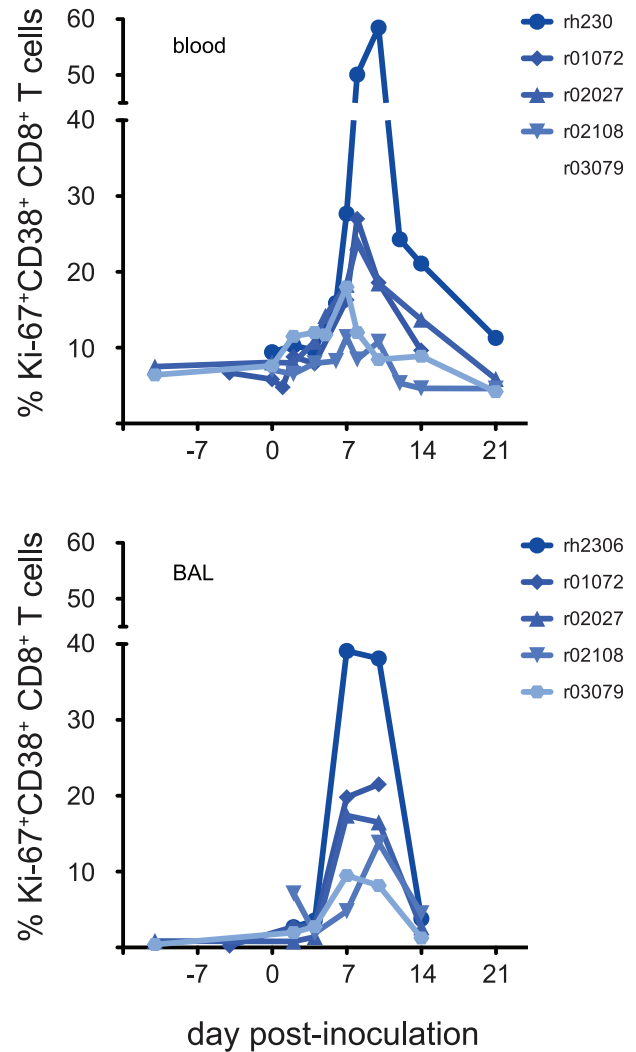 % Ki-67⁺CD38⁺ CD8⁺ T cells
blood
60
50
40
30
20
10
-7 0 7 14 21
rh230
r01072
r02027
r02108
r03079
% Ki-67⁺CD38⁺ CD8⁺ T cells
BAL
60
50
40
30
20
10
-7 0 7 14 21
rh2306
r01072
r02027
r02108
r03079
day post-inoculation